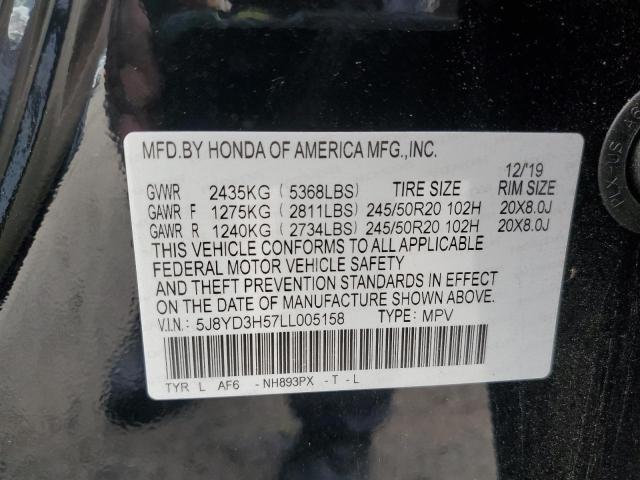 MFD.BY HONDA OF AMERICA MFG.,INC.
12/'19
GVWR 2435KG ( 5368LBS) TIRE SIZE RIM SIZE
GAWR F 1275KG ( 2811LBS) 245/50R20 102H 20X8.0J
GAWR R 1240KG ( 2734LBS) 245/50R20 102H 20X8.0J
THIS VEHICLE CONFORMS TO ALL APPLICABLE
FEDERAL MOTOR VEHICLE SAFETY
AND THEFT PREVENTION STANDARDS IN EFFECT
ON THE DATE OF MANUFACTURE SHOWN ABOVE.
V.I.N.: 5J8YD3H57LL005158 TYPE: MPV
TYR L AF6 -NH893PX -T -L